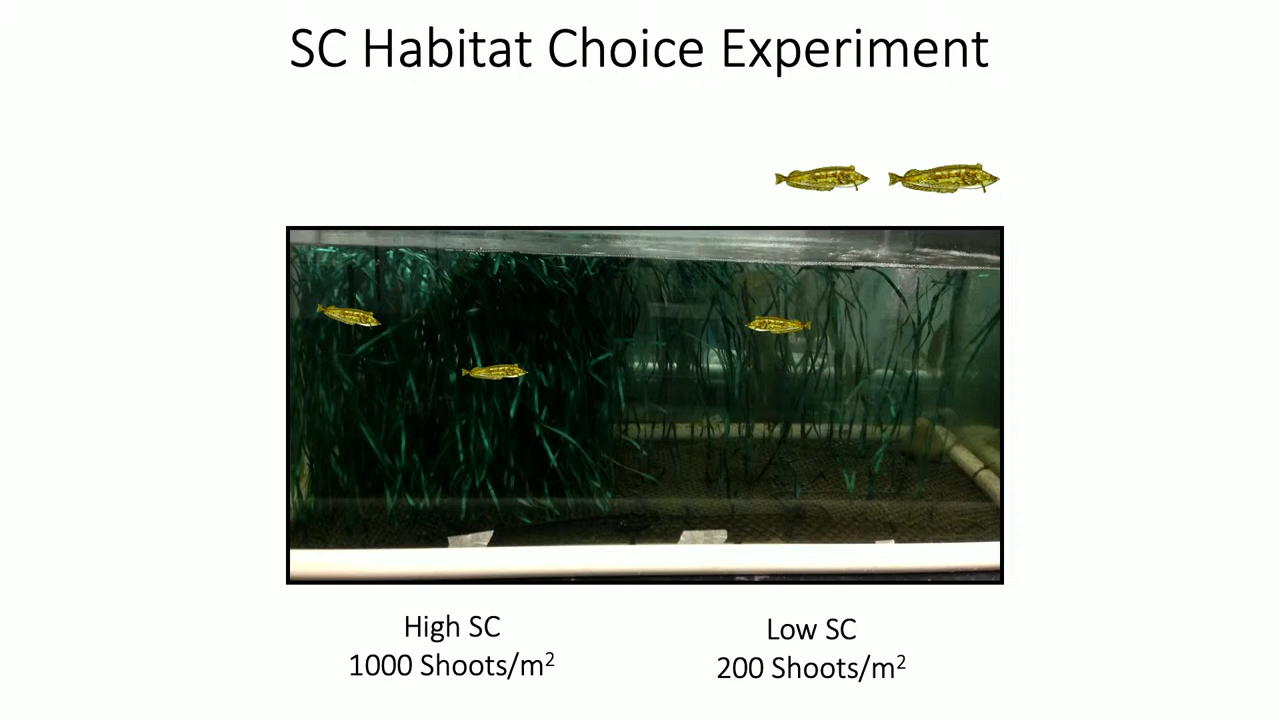 SC Habitat Choice Experiment
High SC
1000 Shoots/m²
Low SC
200 Shoots/m²